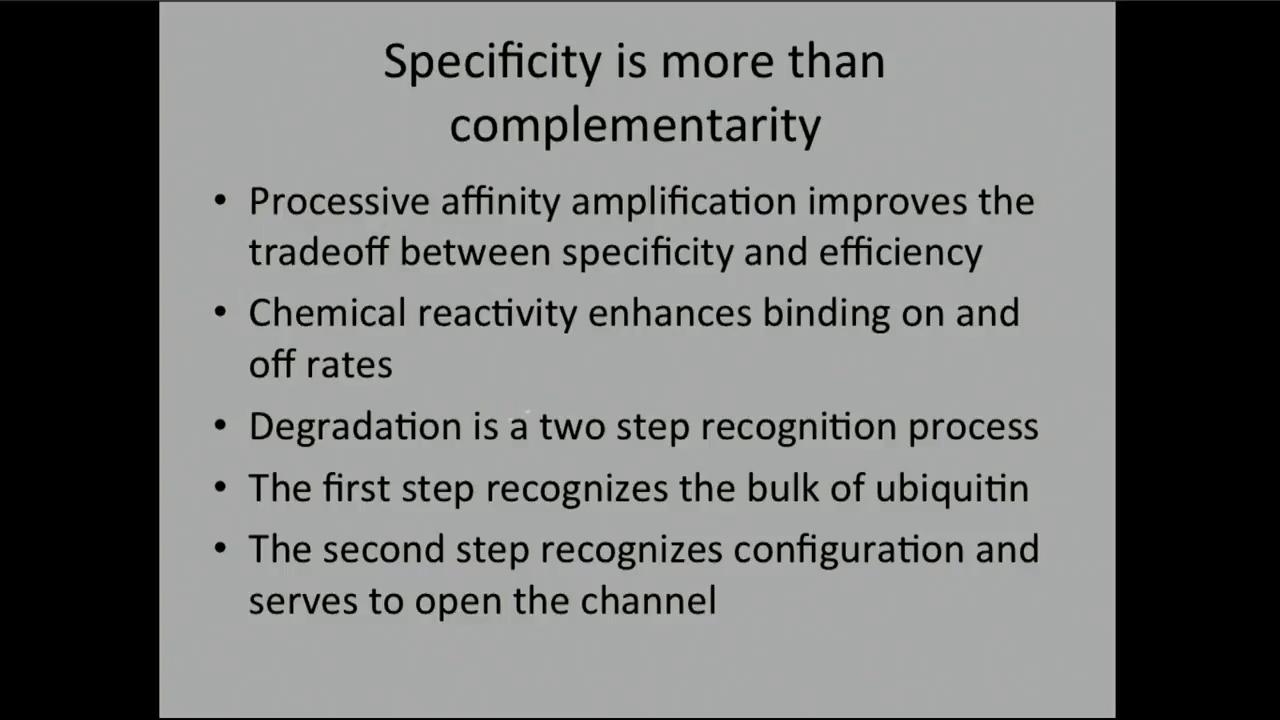 Specificity is more than
complementarity
• Processive affinity amplification improves the
tradeoff between specificity and efficiency
• Chemical reactivity enhances binding on and
off rates
• Degradation is a two step recognition process
• The first step recognizes the bulk of ubiquitin
• The second step recognizes configuration and
serves to open the channel